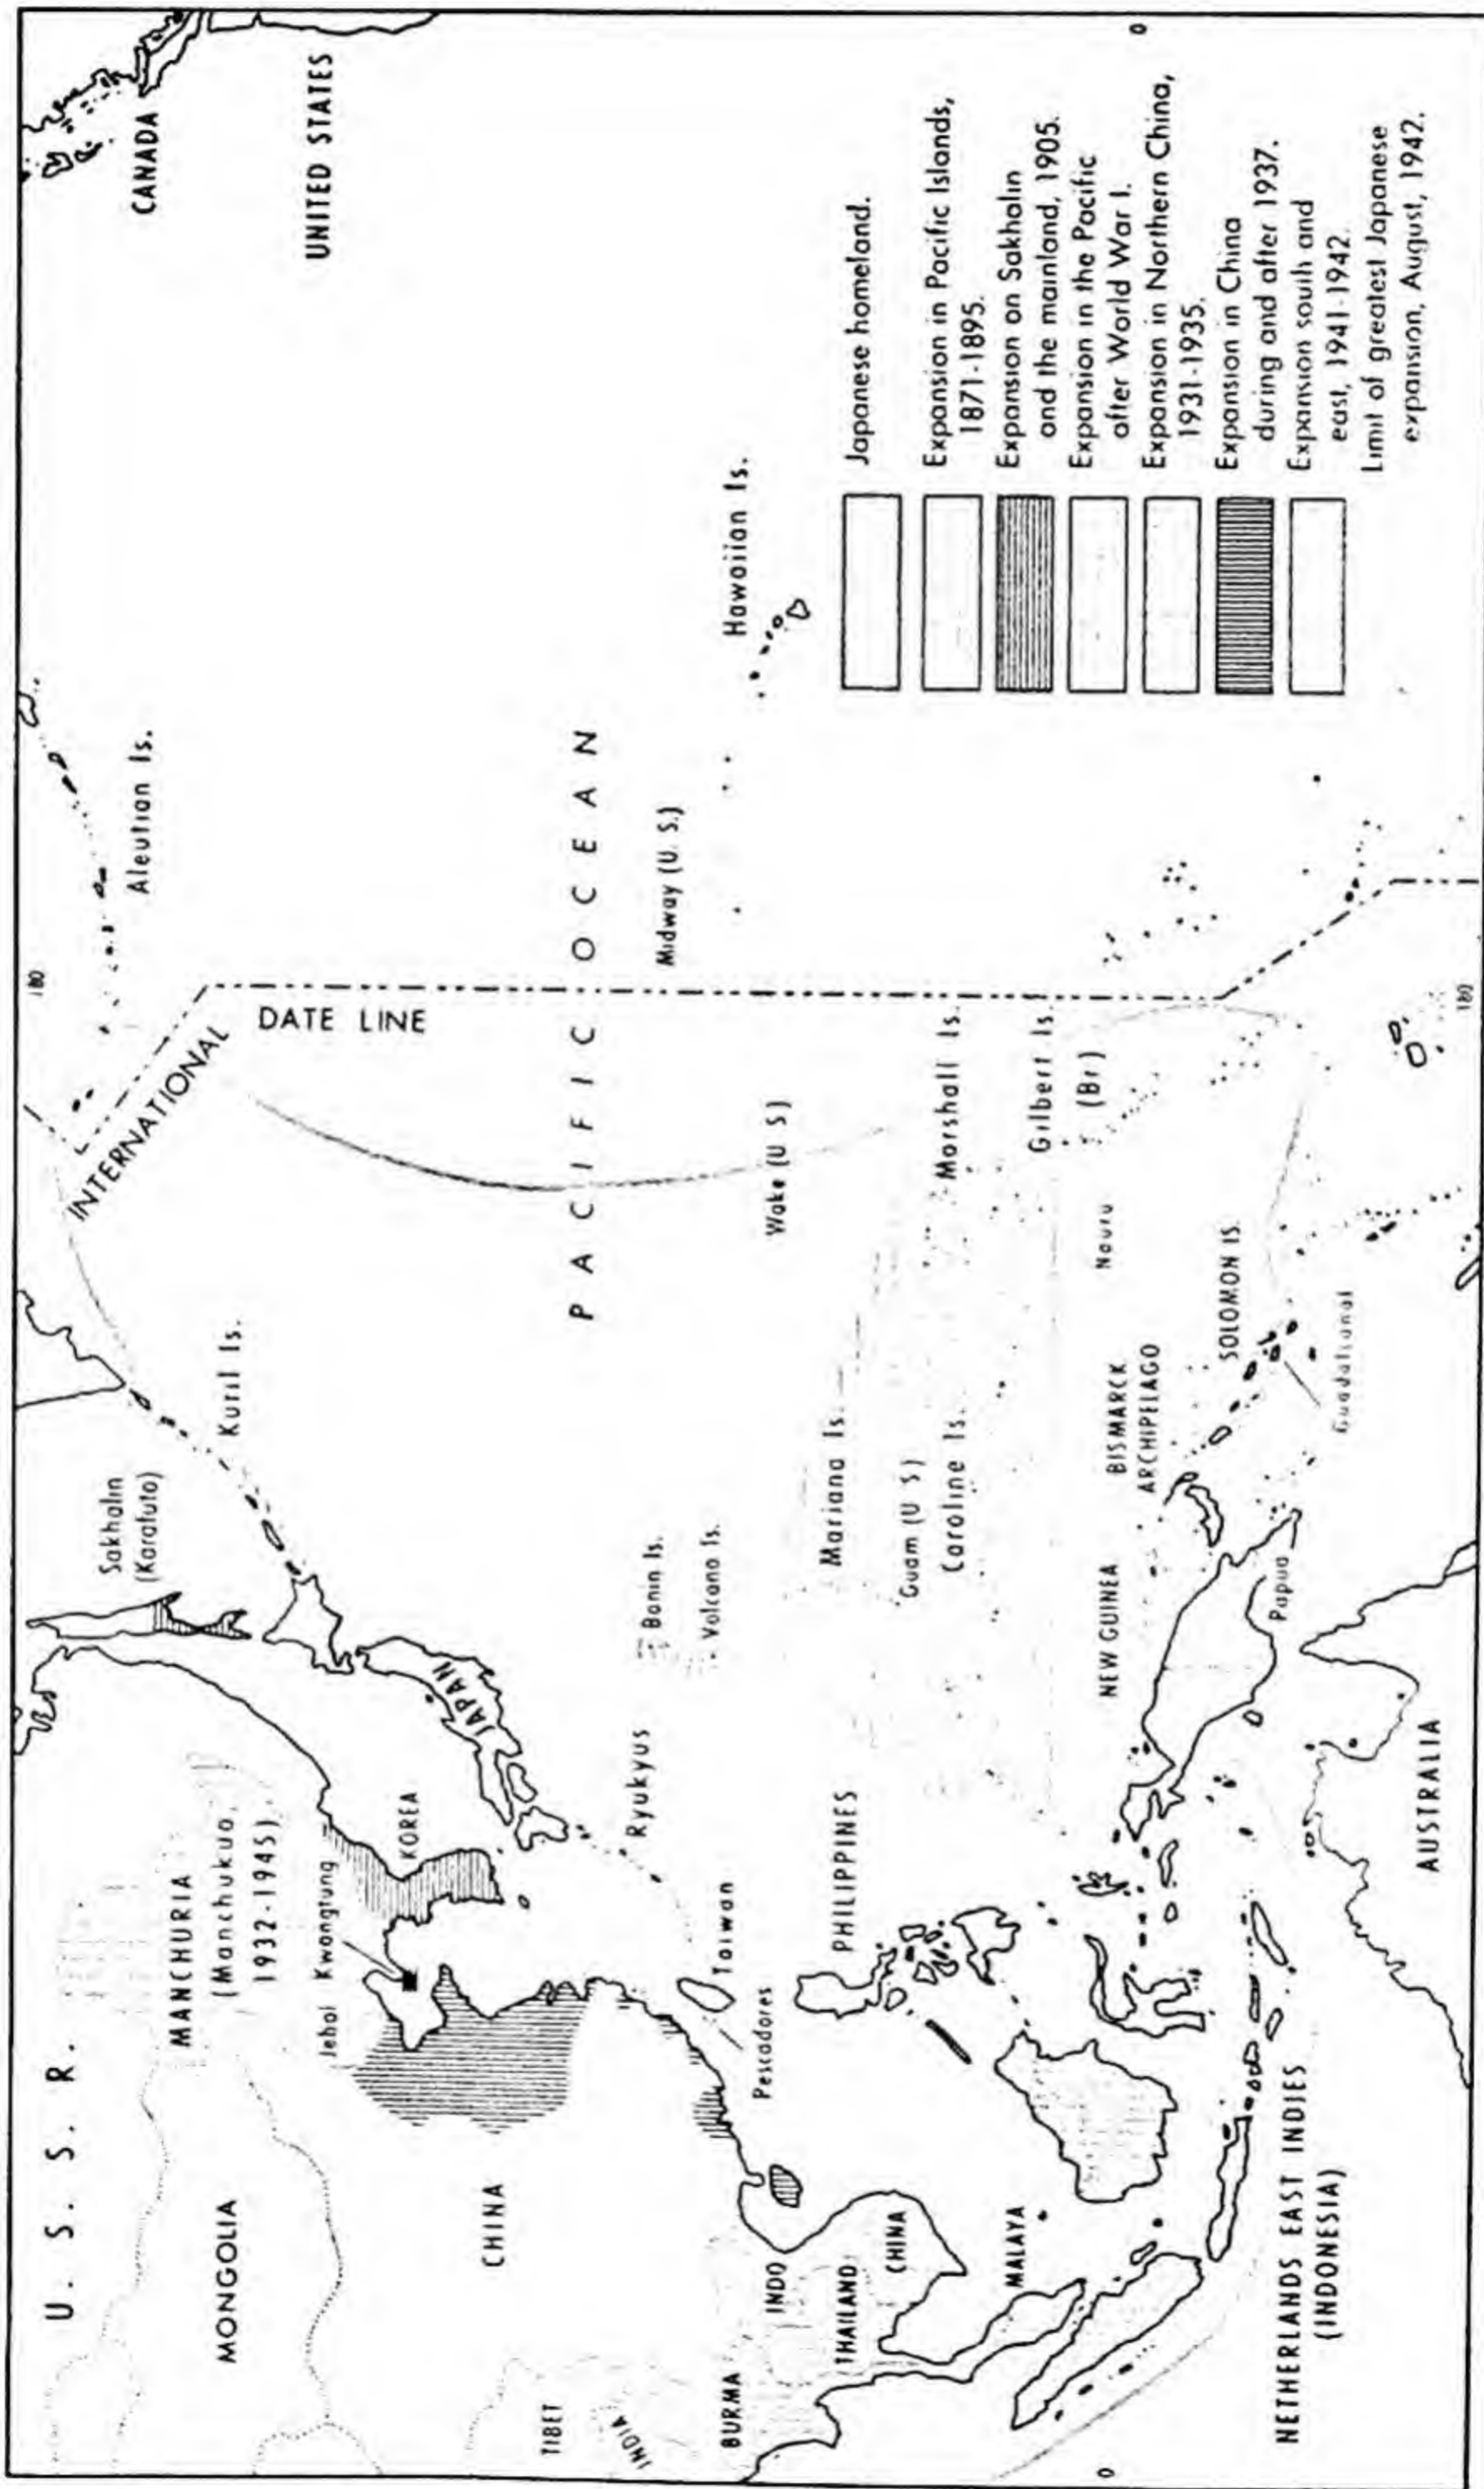 U. S. S. R.
MONGOLIA
MANCHURIA
(Manchukuo,
1932-1945)
Jehol
Kwangtung
KOREA
JAPAN
Sakhalin
(Karafuto)
Kuril Is.
INTERNATIONAL
DATE LINE
180
Aleutian Is.
CANADA
UNITED STATES
CHINA
TIBET
INDIA
BURMA
INDO
CHINA
THAILAND
MALAYA
Ryukyus
Taiwan
Pescadores
PHILIPPINES
Bonin Is.
Volcano Is.
PACIFIC OCEAN
Midway (U. S.)
Hawaiian Is.
Wake (U S)
Mariana Is.
Guam (U S)
Caroline Is.
Marshall Is.
Gilbert Is.
(Br)
Nauru
NEW GUINEA
BISMARCK
ARCHIPELAGO
SOLOMON IS.
Guadalcanal
Papua
AUSTRALIA
NETHERLANDS EAST INDIES
(INDONESIA)
0
0
180
Japanese homeland.
Expansion in Pacific Islands,
1871-1895.
Expansion on Sakhalin
and the mainland, 1905.
Expansion in the Pacific
after World War I.
Expansion in Northern China,
1931-1935.
Expansion in China
during and after 1937.
Expansion south and
east, 1941-1942.
Limit of greatest Japanese
expansion, August, 1942.